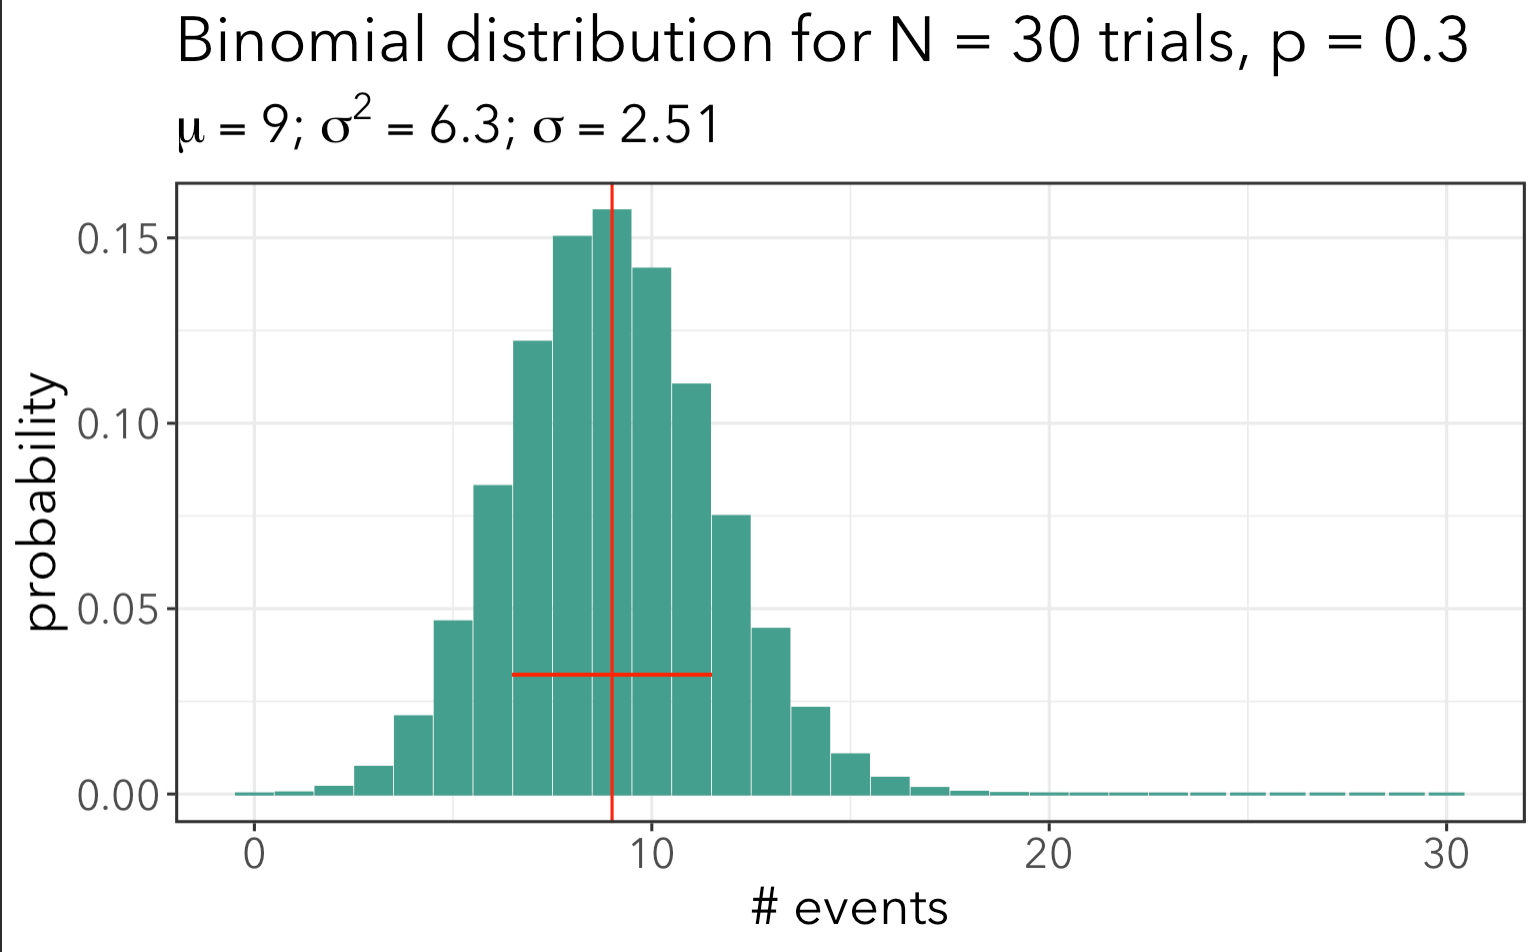 Binomial distribution for N = 30 trials, p = 0.3
μ = 9; σ² = 6.3; σ = 2.51
probability
0.15
0.10
0.05
0.00
0 10 20 30
# events